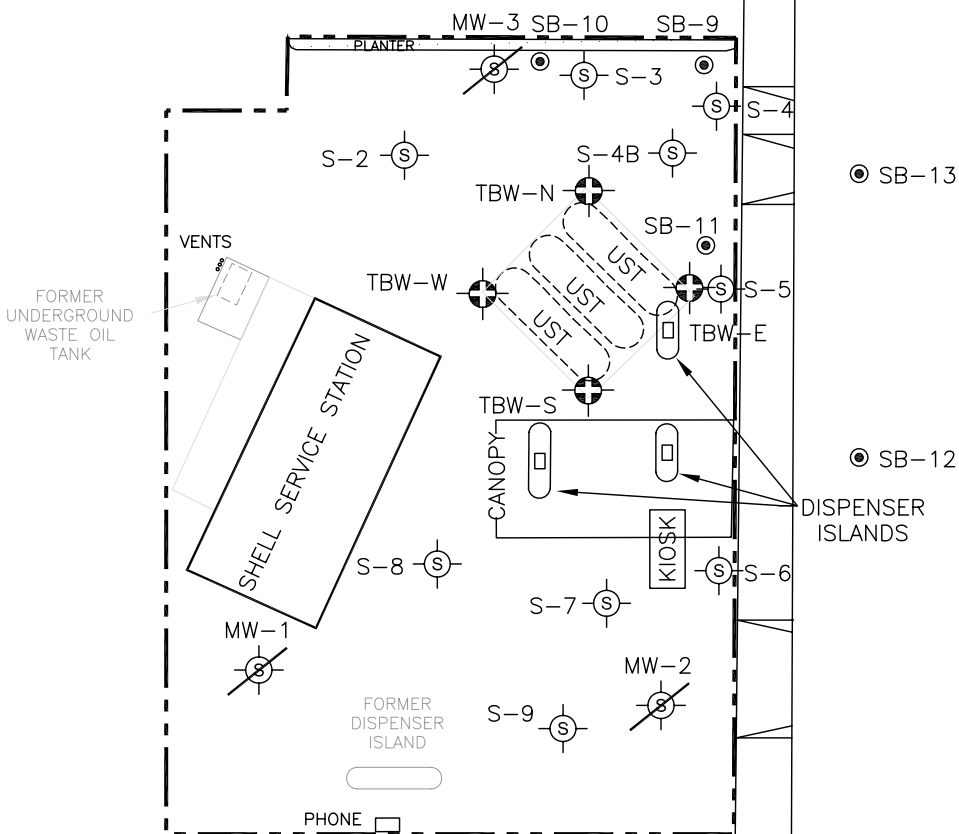 MW-3 SB-10 SB-9
PLANTER
S-3
S-4
S-2
S-4B
SB-13
TBW-N
SB-11
VENTS
UST
TBW-W
UST
S-5
FORMER
UNDERGROUND
WASTE OIL
TANK
UST
TBW-E
SHELL SERVICE STATION
TBW-S
CANOPY
SB-12
DISPENSER
ISLANDS
KIOSK
S-8
S-6
S-7
MW-1
MW-2
FORMER
DISPENSER
ISLAND
S-9
PHONE
S
S
S
S
S
S
S
S
S
S
S
S